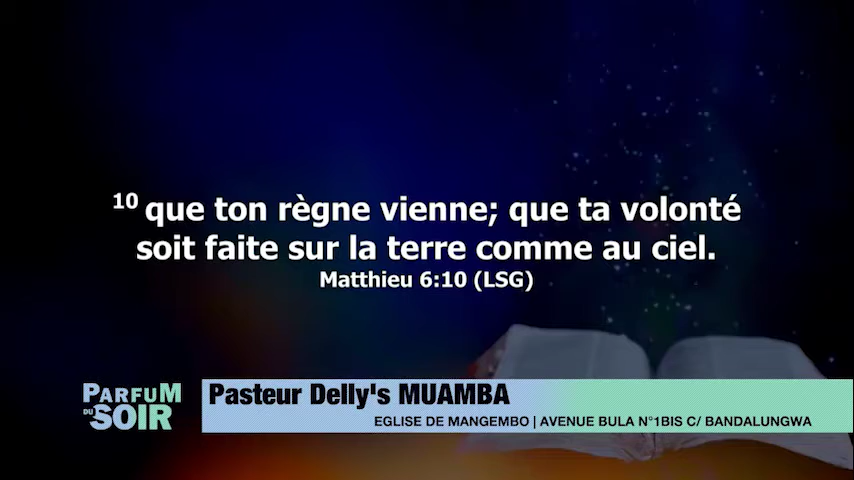 10 que ton règne vienne; que ta volonté
soit faite sur la terre comme au ciel.
Matthieu 6:10 (LSG)
PARFUM
DU SOIR
Pasteur Delly's MUAMBA
EGLISE DE MANGEMBO | AVENUE BULA N°1BIS C/ BANDALUNGWA